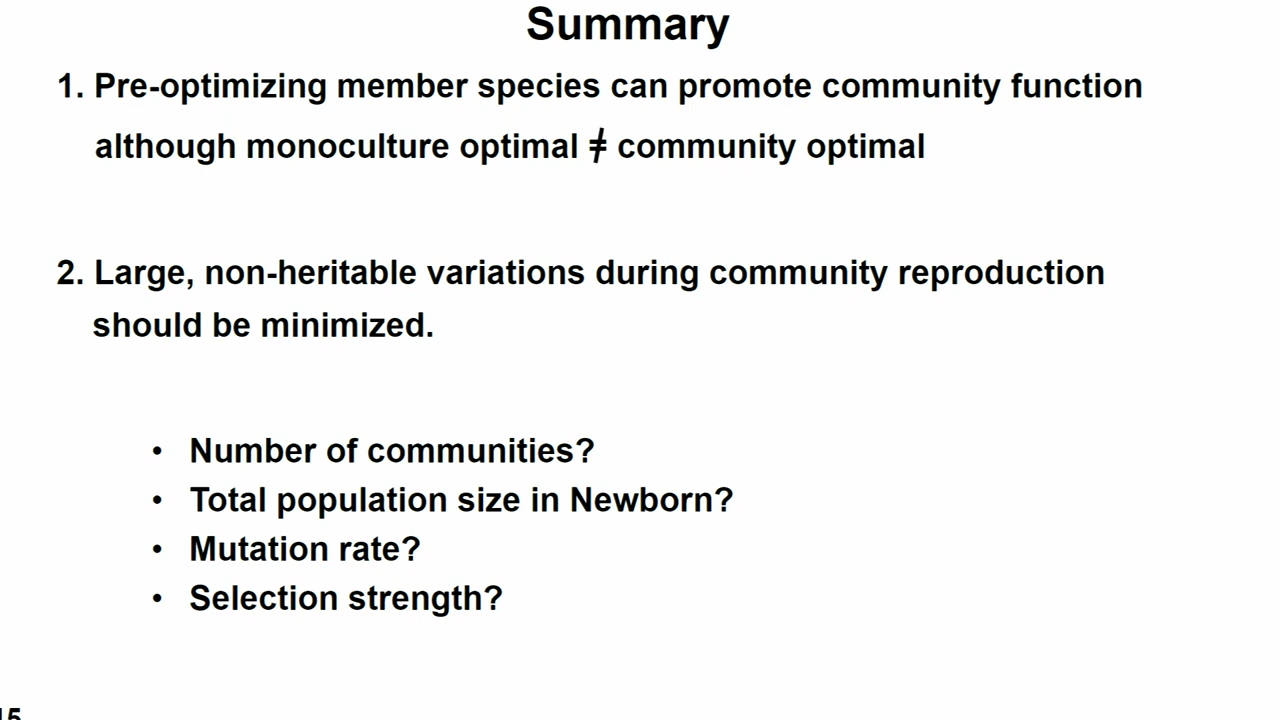 Summary
1. Pre-optimizing member species can promote community function
although monoculture optimal ≠ community optimal
2. Large, non-heritable variations during community reproduction
should be minimized.
• Number of communities?
• Total population size in Newborn?
• Mutation rate?
• Selection strength?
15